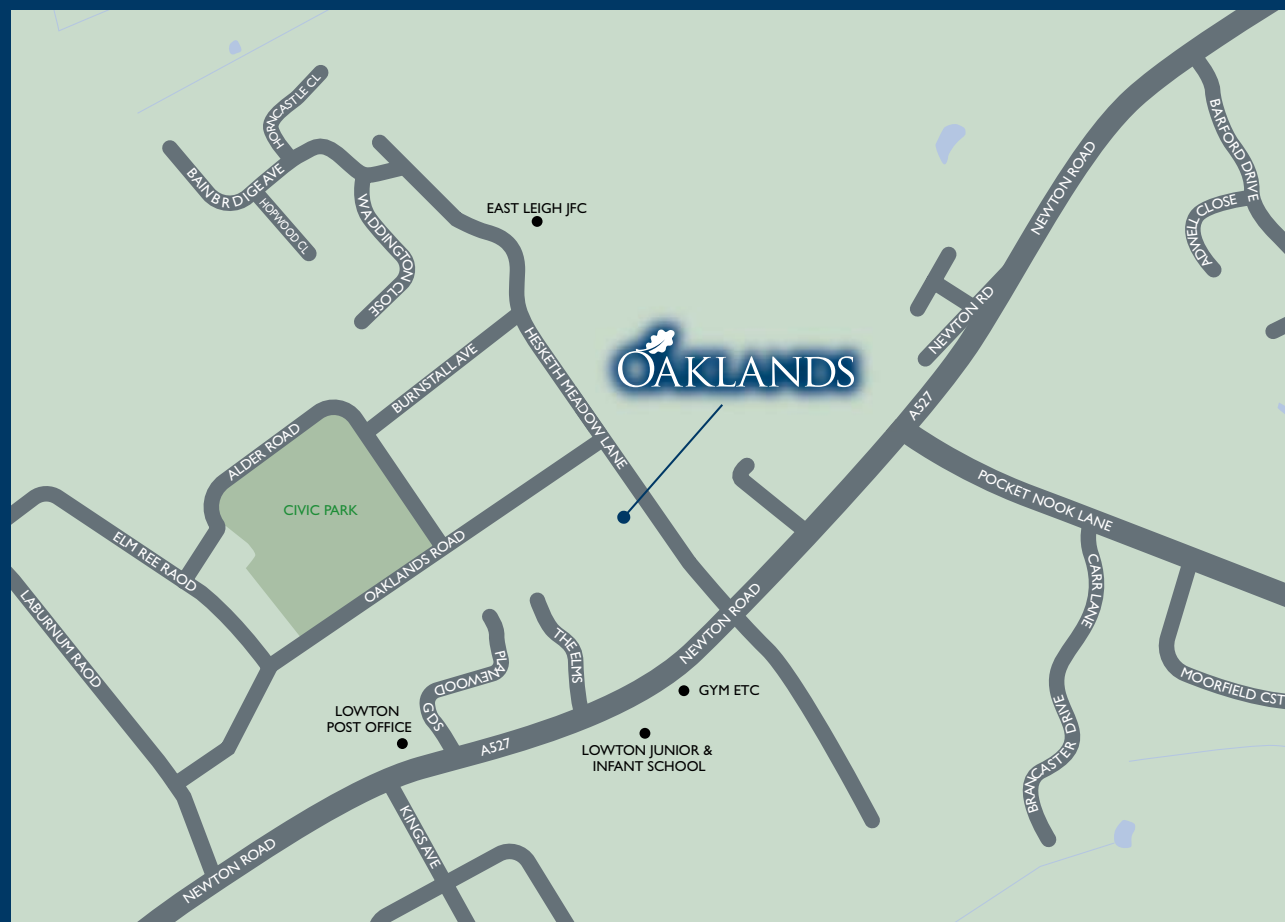 HORNCASTLE CL
BARFORD DRIVE
NEWTON ROAD
BAINBRDIGE AVE
HOPWOOD CL
WADDINGTON CLOSE
EAST LEIGH JFC
ADWELL CLOSE
NEWTON RD
HESKETH MEADOW LANE
OAKLANDS
BURNSTALL AVE
A527
ALDER ROAD
CIVIC PARK
POCKET NOOK LANE
ELM REE RAOD
OAKLANDS ROAD
CARR LANE
LABURNUM RAOD
NEWTON ROAD
THE ELMS
PLANEWOOD
GDS
MOORFIELD CST
GYM ETC
LOWTON
POST OFFICE
A527
LOWTON JUNIOR &
INFANT SCHOOL
BRANCASTER DRIVE
KINGS AVE
NEWTON ROAD